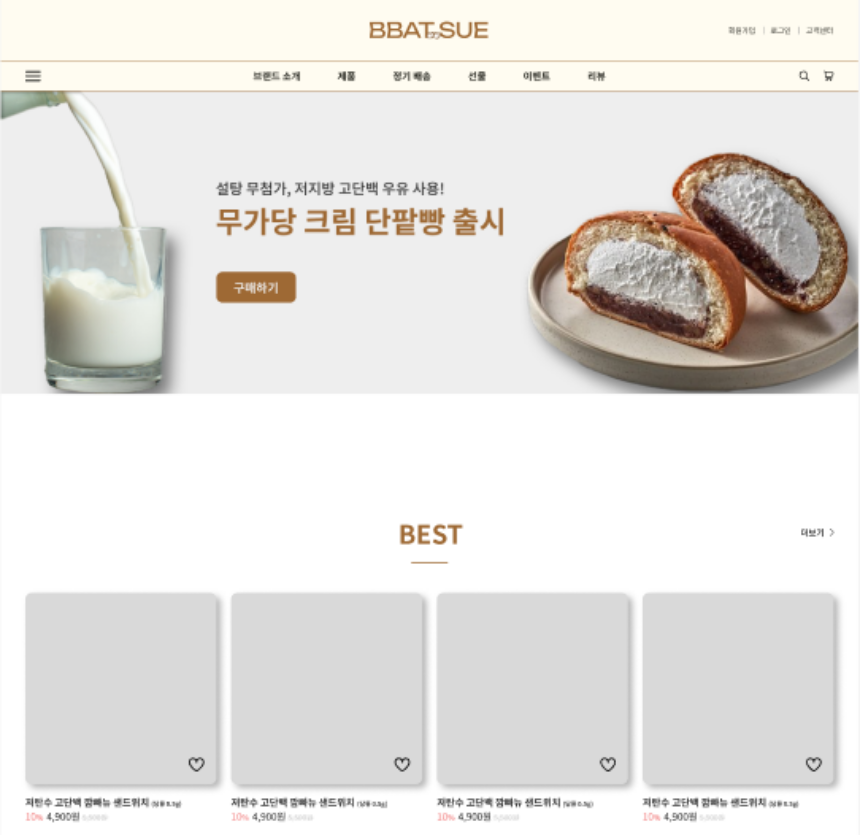 BBAT SUE
회원가입 | 로그인 | 고객센터
브랜드 소개 제품 정기 배송 선물 이벤트 리뷰
설탕 무첨가, 저지방 고단백 우유 사용!
무가당 크림 단팥빵 출시
구매하기
BEST
더보기 >
저탄수 고단백 깜빠뉴 샌드위치 저탄수 고단백 깜빠뉴 샌드위치 저탄수 고단백 깜빠뉴 샌드위치 저탄수 고단백 깜빠뉴 샌드위치
10% 4,900원 10% 4,900원 10% 4,900원 10% 4,900원